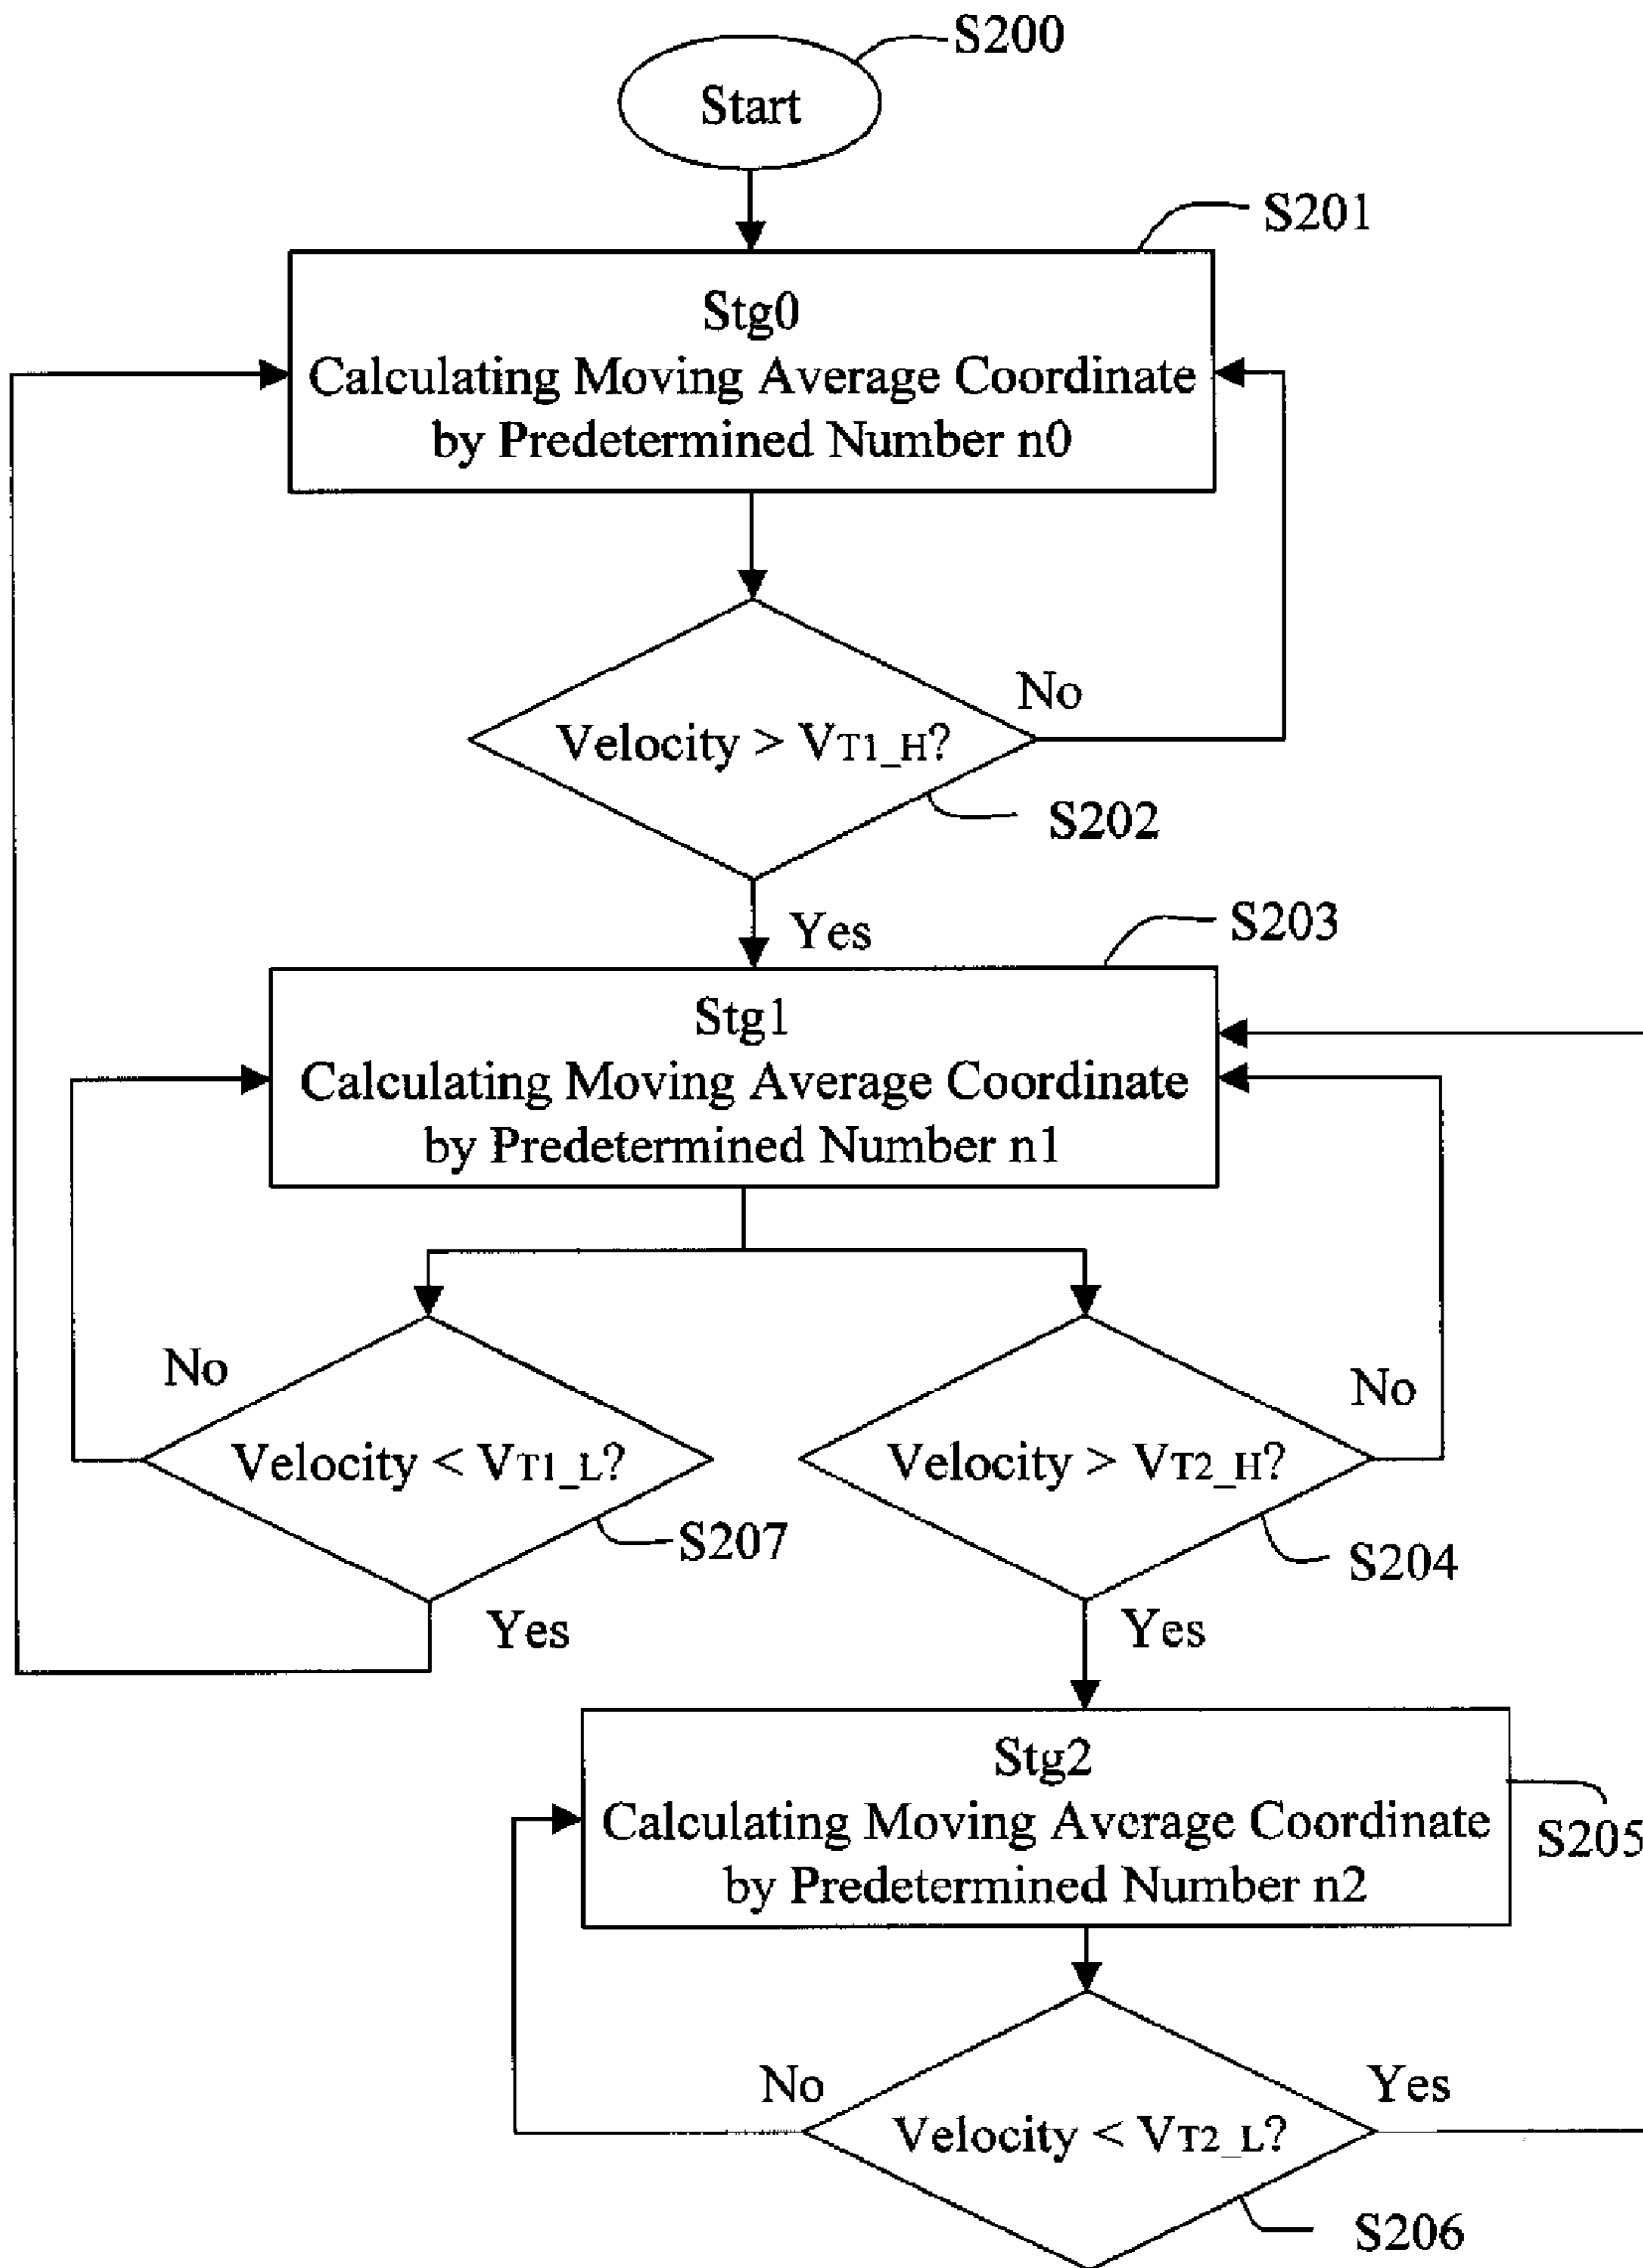 S200
Start
S201
Stg0
Calculating Moving Average Coordinate
by Predetermined Number n0
No
Velocity > VT1_H?
S202
Yes
S203
Stg1
Calculating Moving Average Coordinate
by Predetermined Number n1
No
Velocity < VT1_L?
S207
Yes
No
Velocity > VT2_H?
S204
Yes
Stg2
Calculating Moving Average Coordinate
by Predetermined Number n2
S205
No
Yes
Velocity < VT2_L?
S206